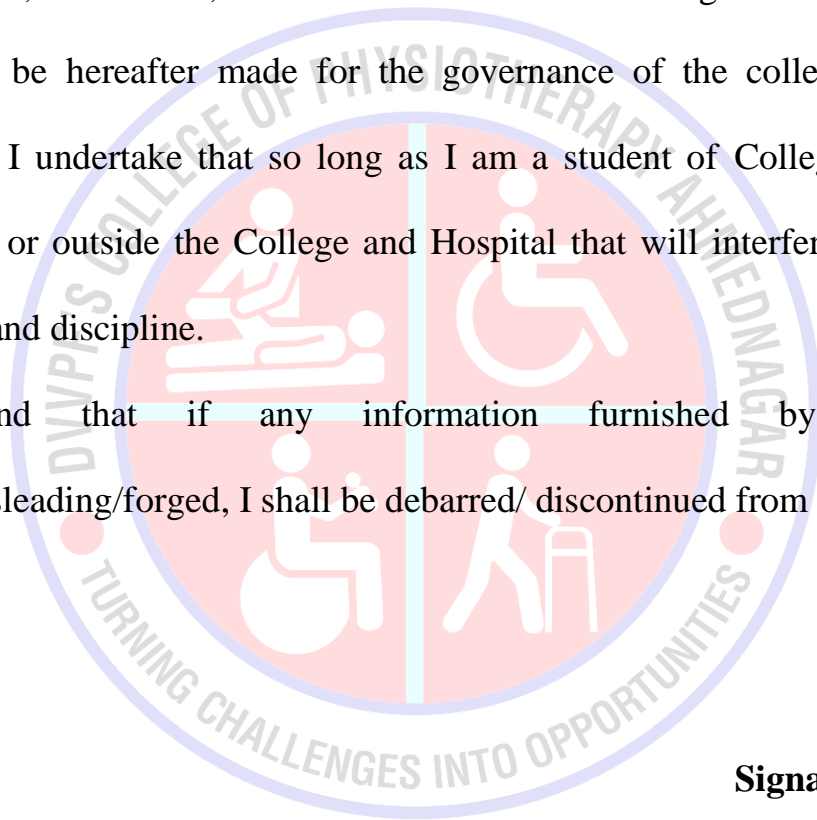 be hereafter made for the governance of the colle
I undertake that so long as I am a student of Colle
or outside the College and Hospital that will interfer
and discipline.
nd that if any information furnished by
sleading/forged, I shall be debarred/ discontinued from
Signa
DVVPF'S COLLEGE OF PHYSIOTHERAPY AHMEDNAGAR
TURNING CHALLENGES INTO OPPORTUNITIES